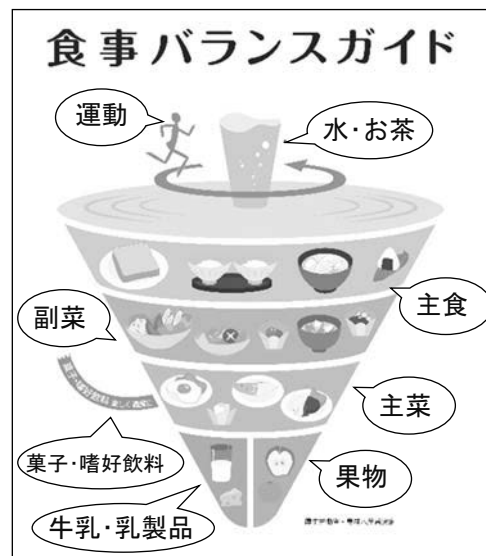 食事バランスガイド
運動
水・お茶
主食
副菜
主菜
菓子・嗜好飲料
果物
牛乳・乳製品